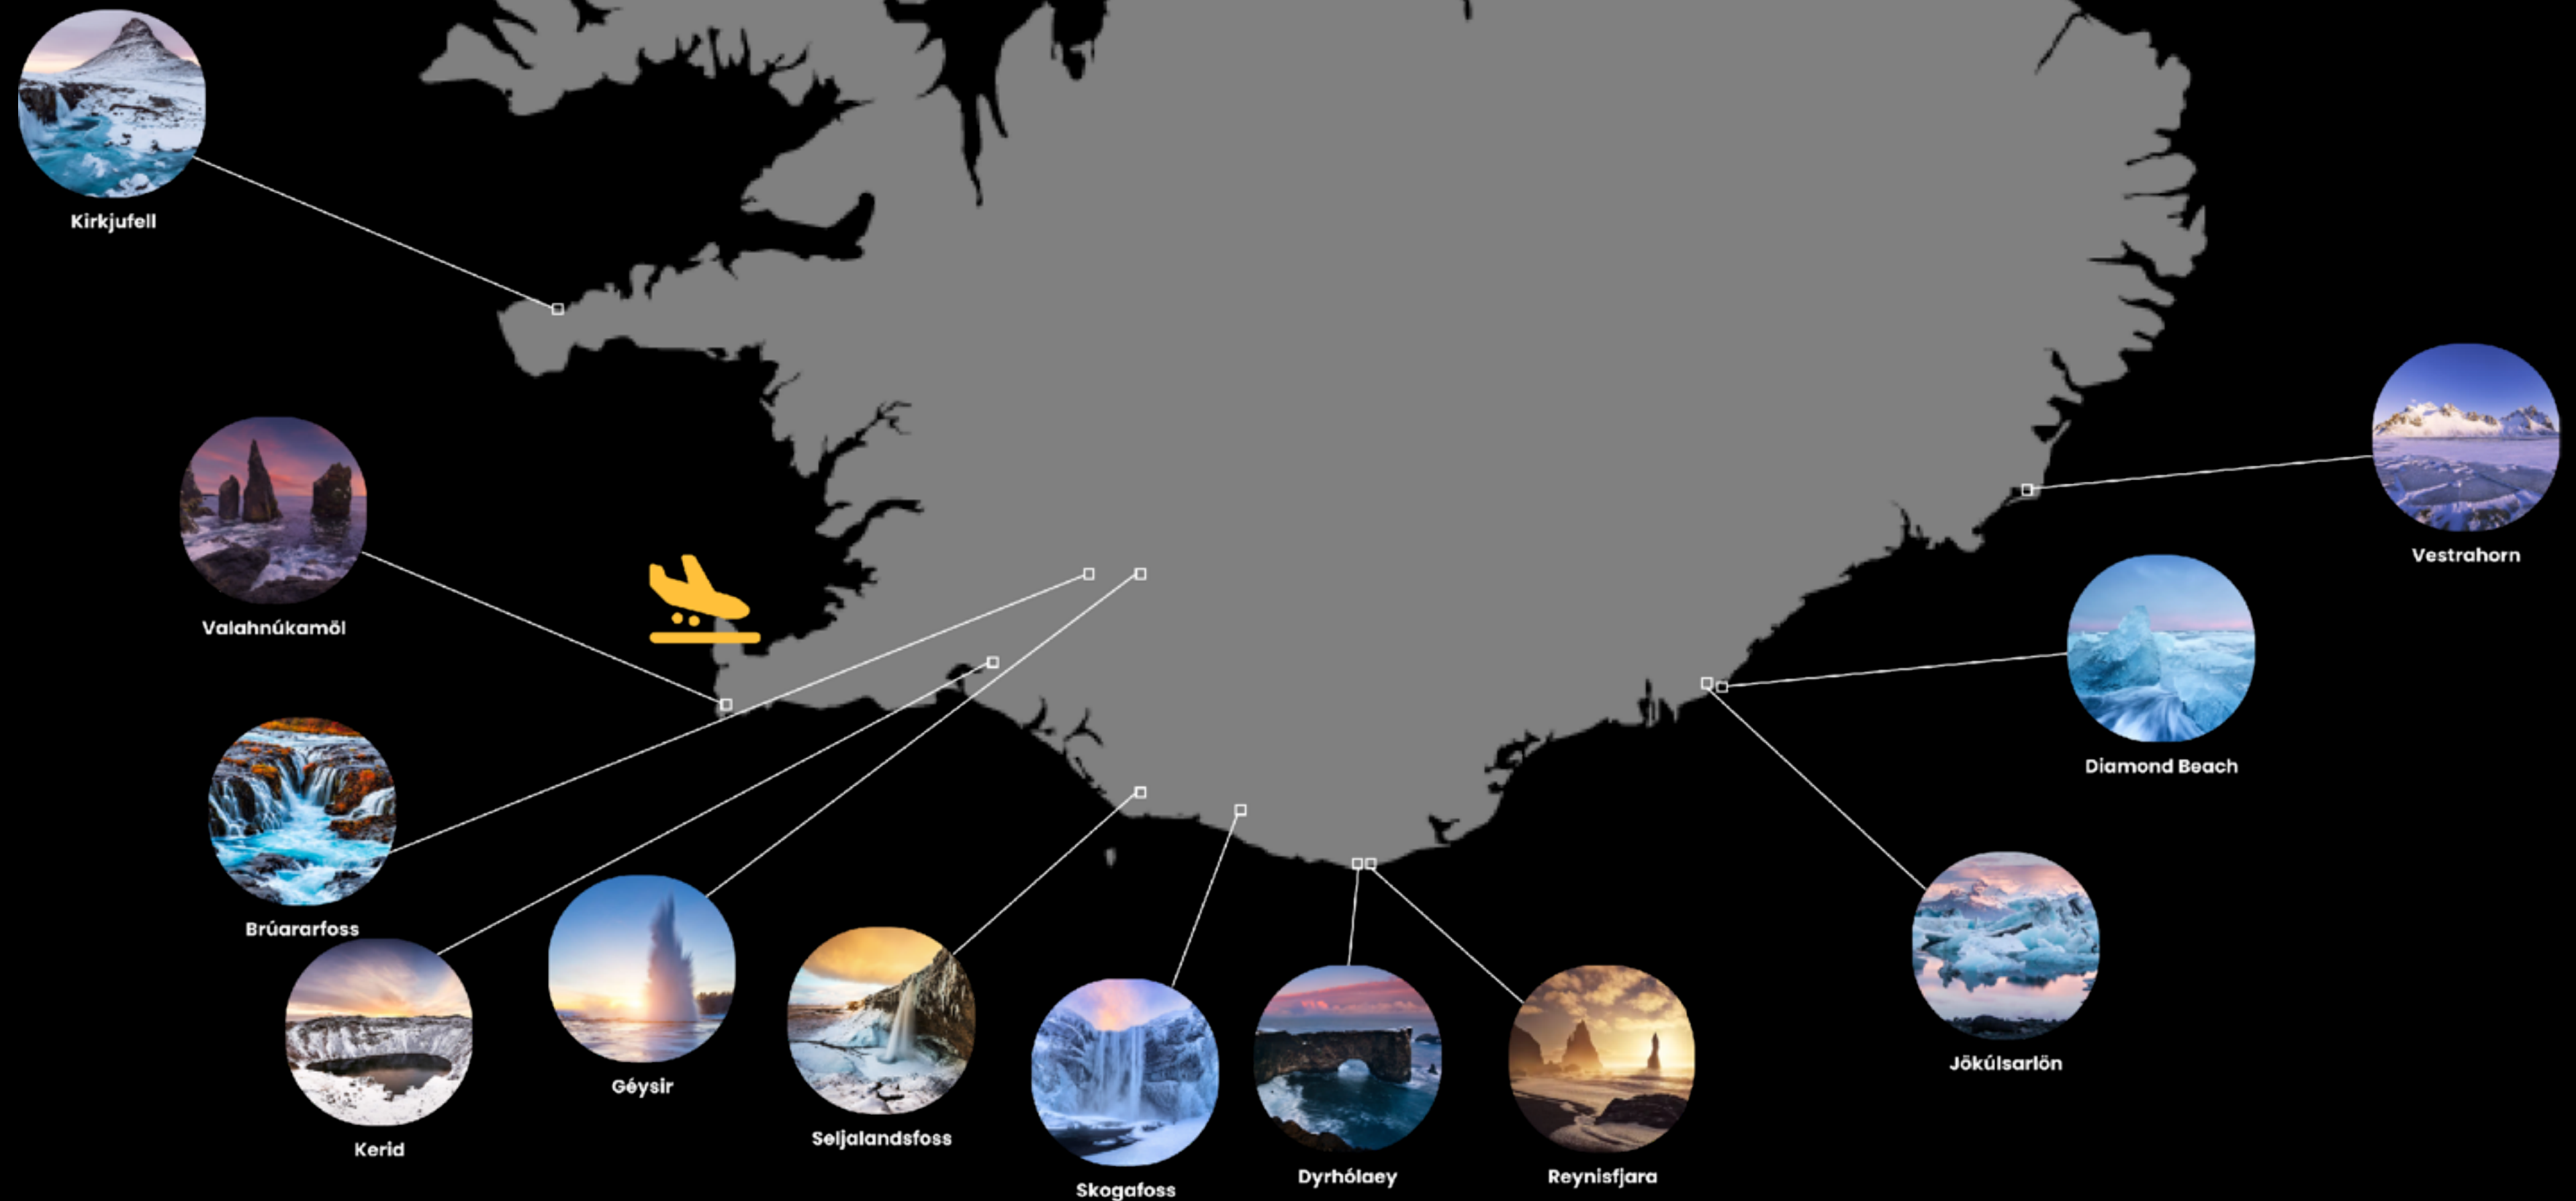 Kirkjufell
Vestrahorn
Valahnúkamöl
Diamond Beach
Brúararfoss
Jökúlsarlön
Géysir
Seljalandsfoss
Kerid
Dyrhólaey
Reynisfjara
Skogafoss